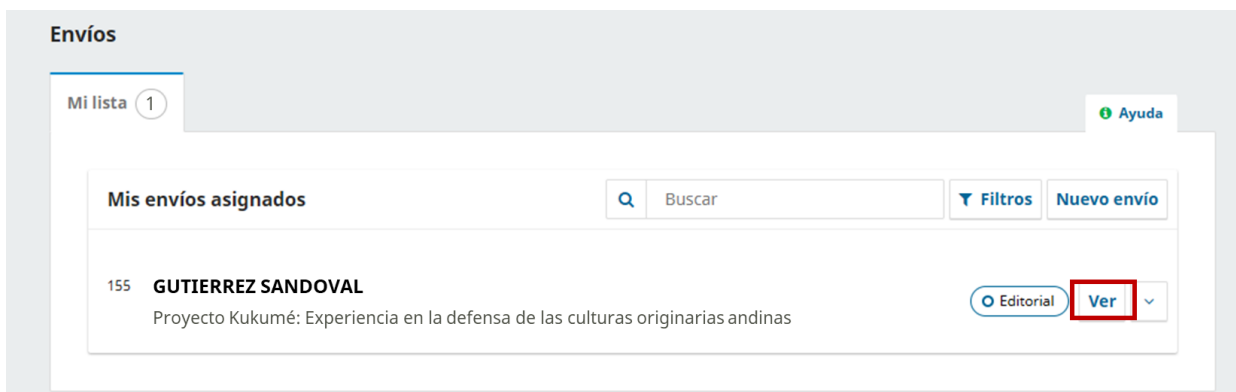 Envíos
Mi lista 1
Ayuda
Mis envíos asignados
Buscar
Filtros
Nuevo envío
155 GUTIERREZ SANDOVAL
Editorial
Ver
Proyecto Kukumé: Experiencia en la defensa de las culturas originarias andinas